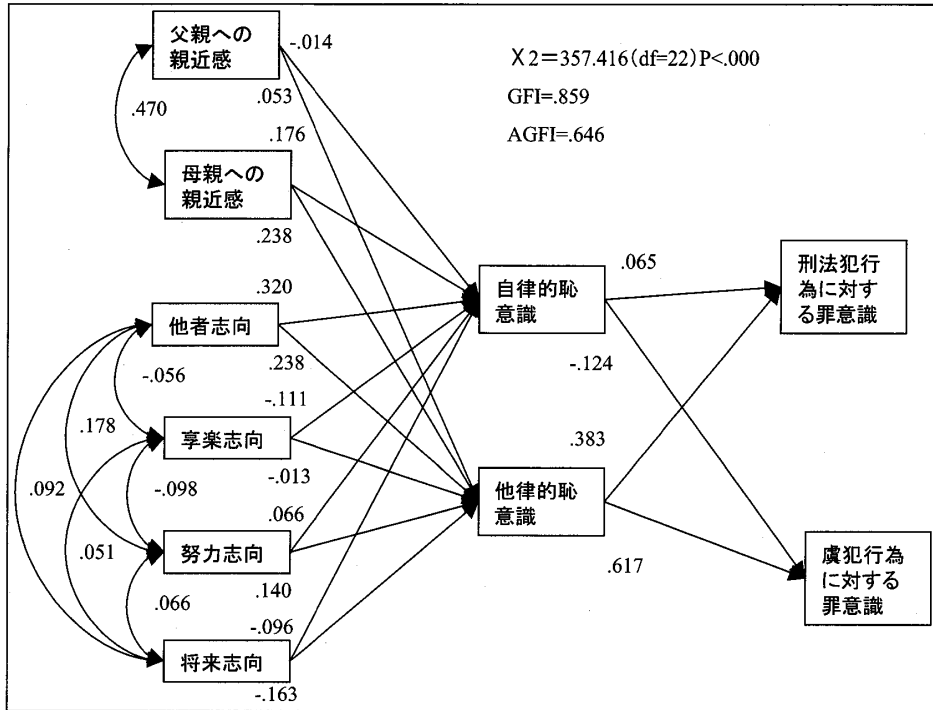 父親への
親近感
-.014
.053
Χ2=357.416(df=22)P<.000
GFI=.859
AGFI=.646
.470
.176
母親への
親近感
.238
.320
他者志向
.238
-.056
-.111
享楽志向
-.013
.178
.092
-.098
.066
努力志向
.051
.140
.066
-.096
将来志向
-.163
自律的恥
意識
.065
-.124
他律的恥
意識
.383
.617
刑法犯行
為に対す
る罪意識
虞犯行為
に対する
罪意識